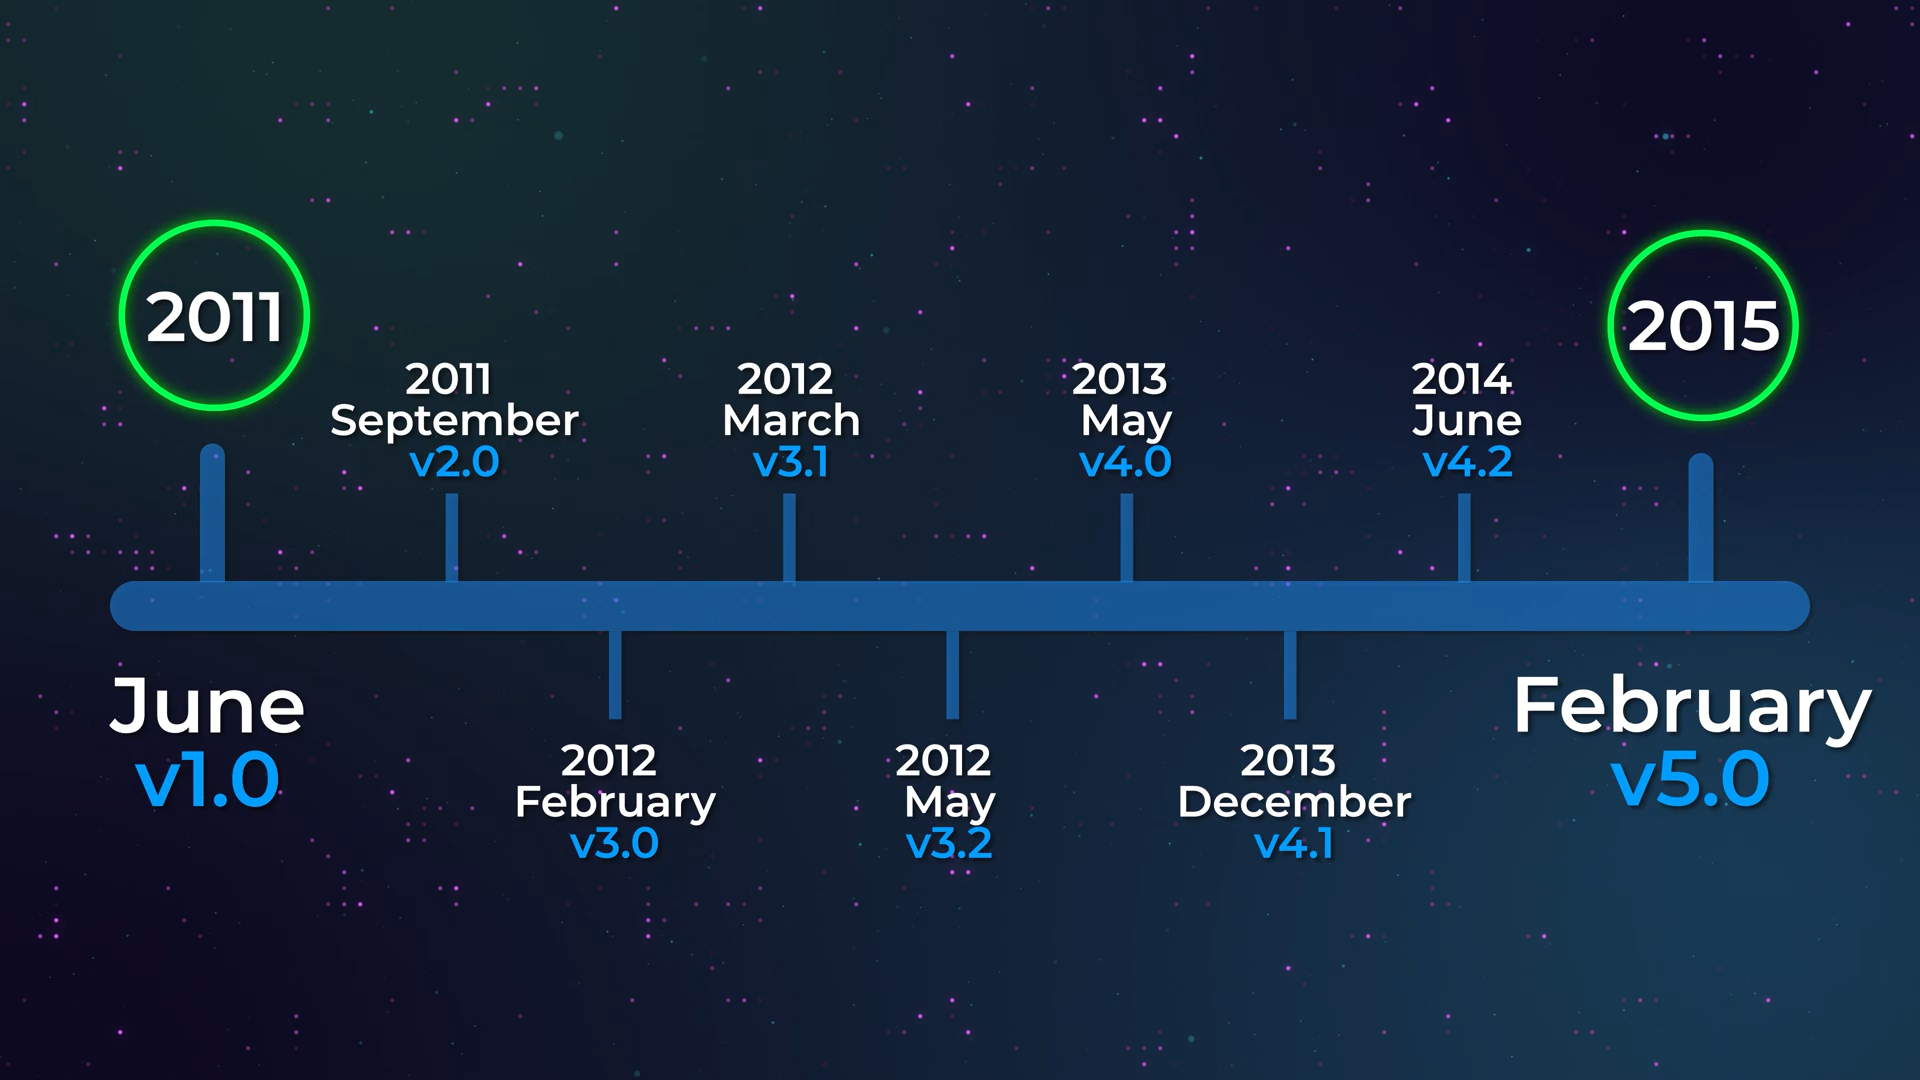 2011
June
v1.0
2011
September
v2.0
2012
February
v3.0
2012
March
v3.1
2012
May
v3.2
2013
May
v4.0
2013
December
v4.1
2014
June
v4.2
2015
February
v5.0